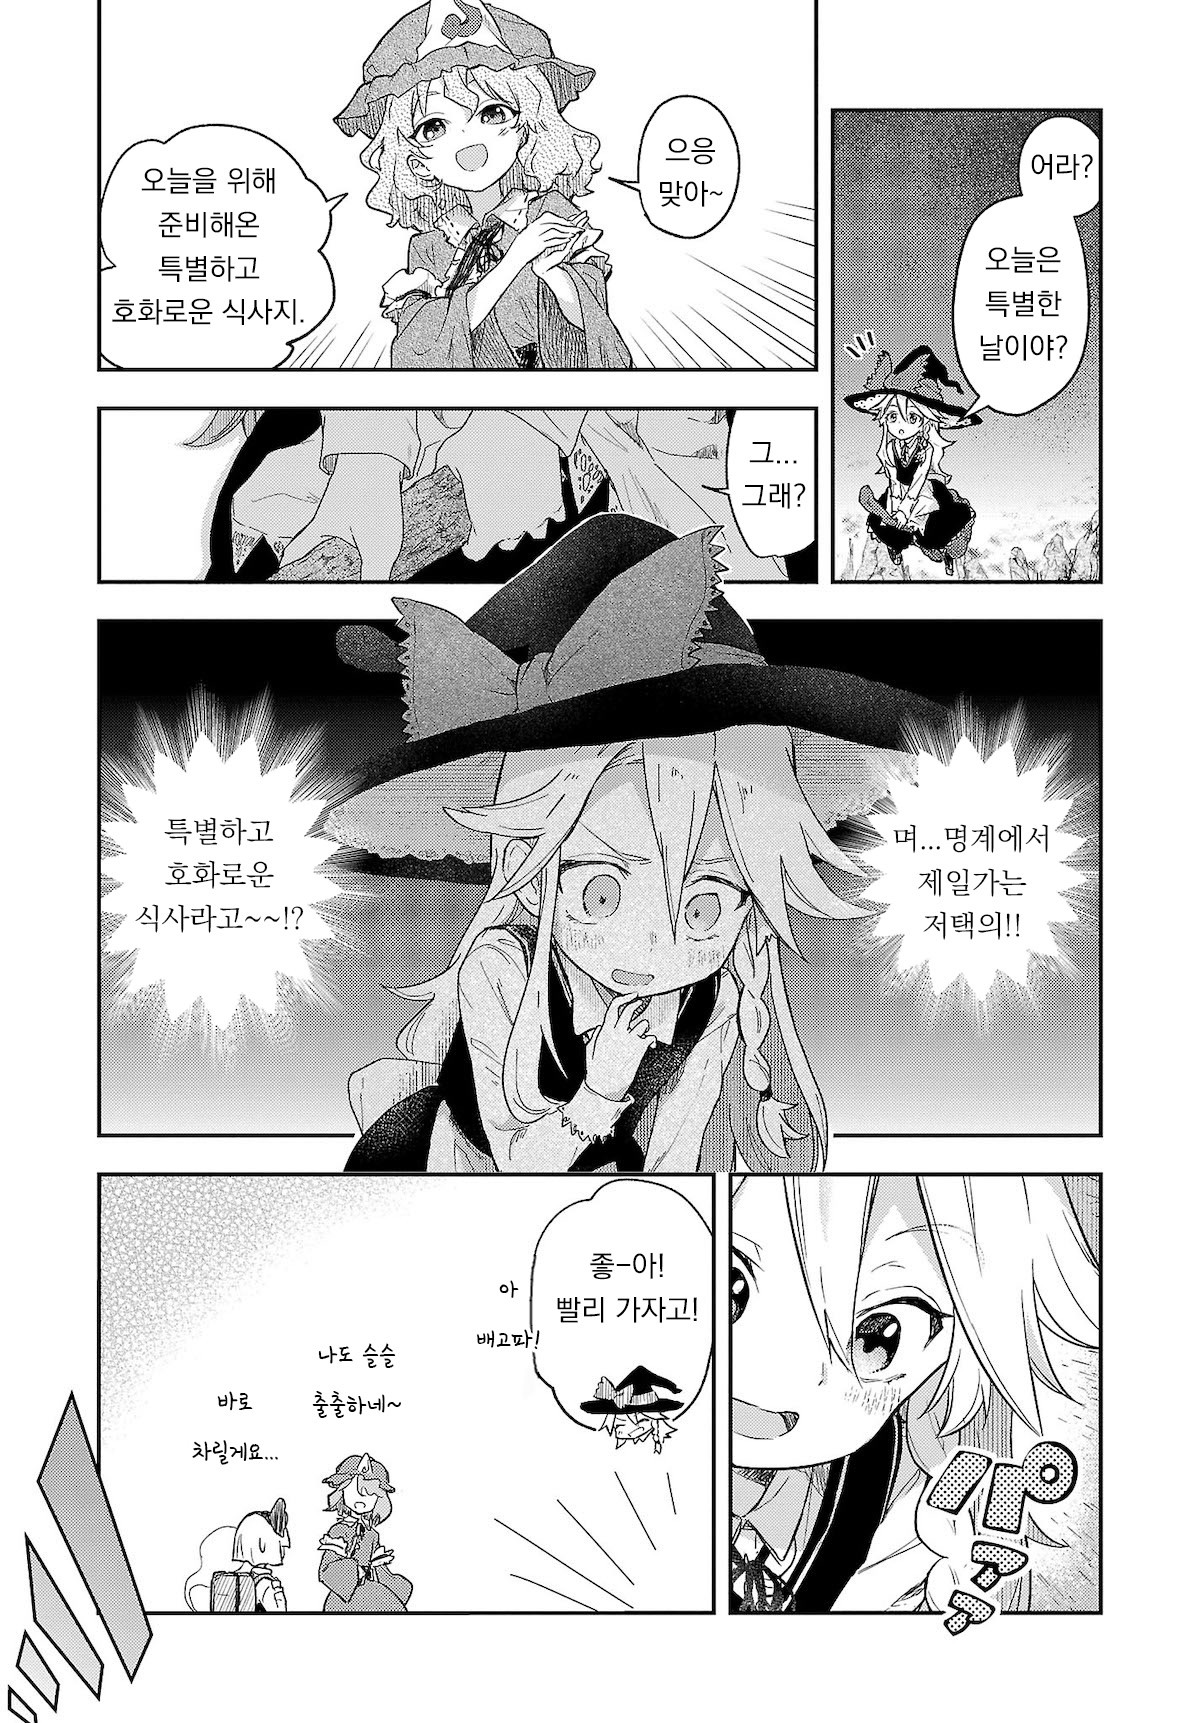 어라?
오늘은
특별한
날이야?
으응
맞아~
오늘을 위해
준비해온
특별하고
호화로운 식사지.
그...
그래?
며...명계에서
제일가는
저택의!!
특별하고
호화로운
식사라고~~!?
パァァ
좋-아!
빨리 가자고!
아
배고파!
나도 슬슬
출출하네~
바로
차릴게요...